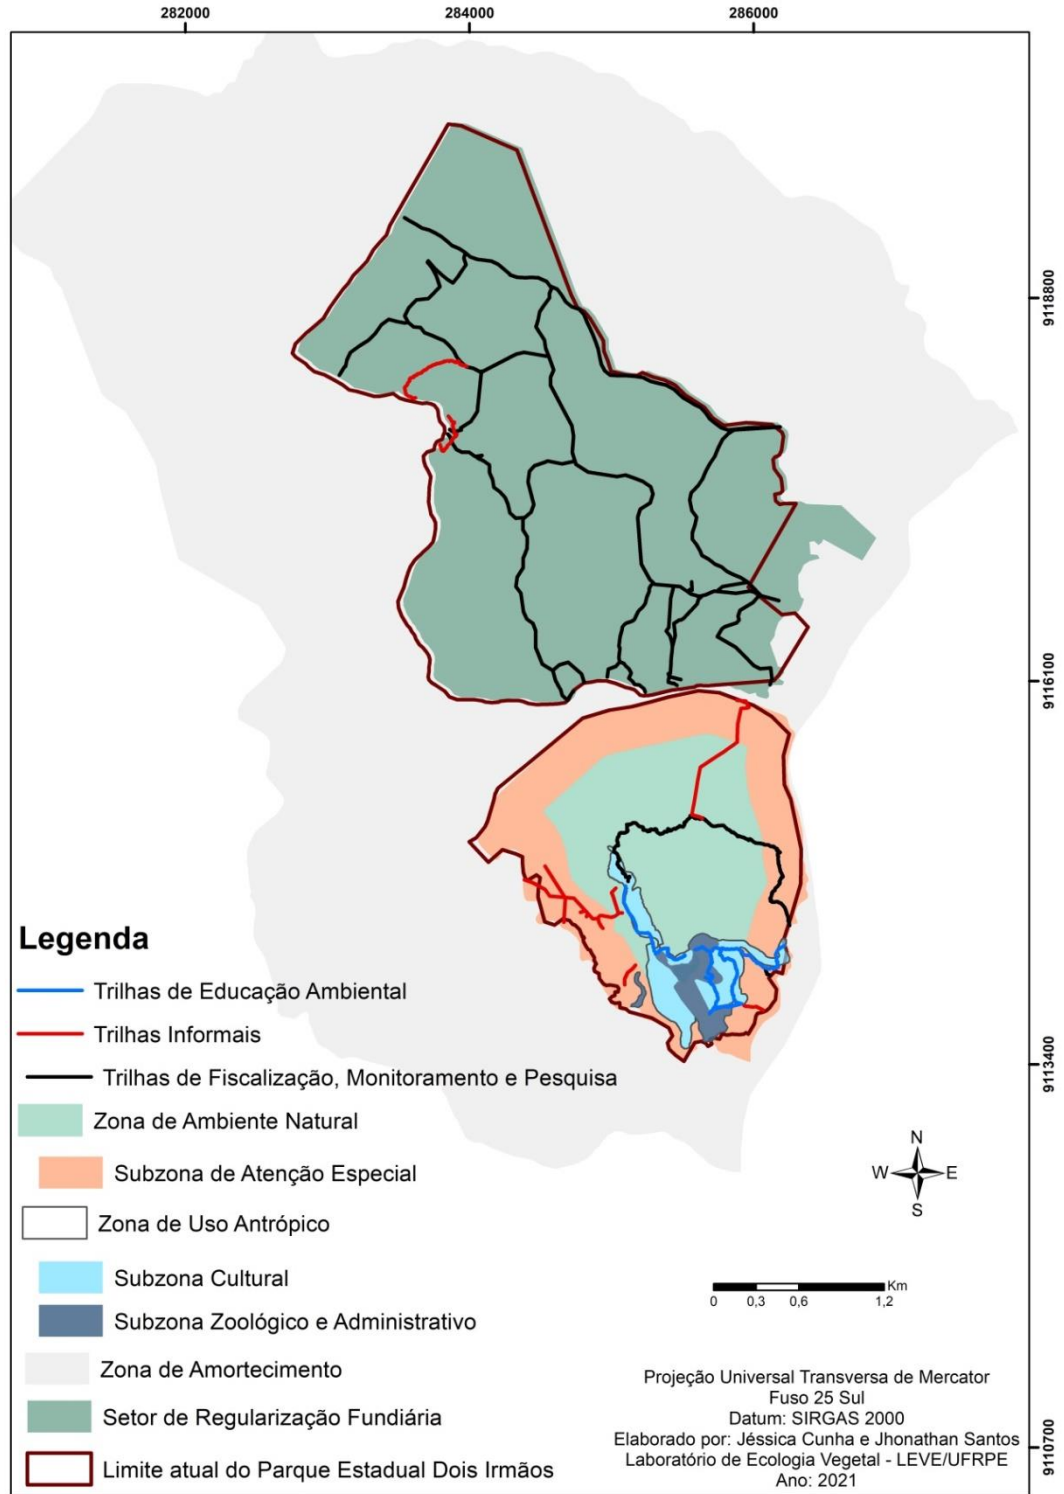 282000 284000 286000
9118800
9116100
9113400
9110700
Legenda
Trilhas de Educação Ambiental
Trilhas Informais
Trilhas de Fiscalização, Monitoramento e Pesquisa
Zona de Ambiente Natural
Subzona de Atenção Especial
Zona de Uso Antrópico
Subzona Cultural
Subzona Zoológico e Administrativo
Zona de Amortecimento
Setor de Regularização Fundiária
Limite atual do Parque Estadual Dois Irmãos
N
W E
S
Km
0 0,3 0,6 1,2
Projeção Universal Transversa de Mercator
Fuso 25 Sul
Datum: SIRGAS 2000
Elaborado por: Jéssica Cunha e Jhonathan Santos
Laboratório de Ecologia Vegetal - LEVE/UFRPE
Ano: 2021